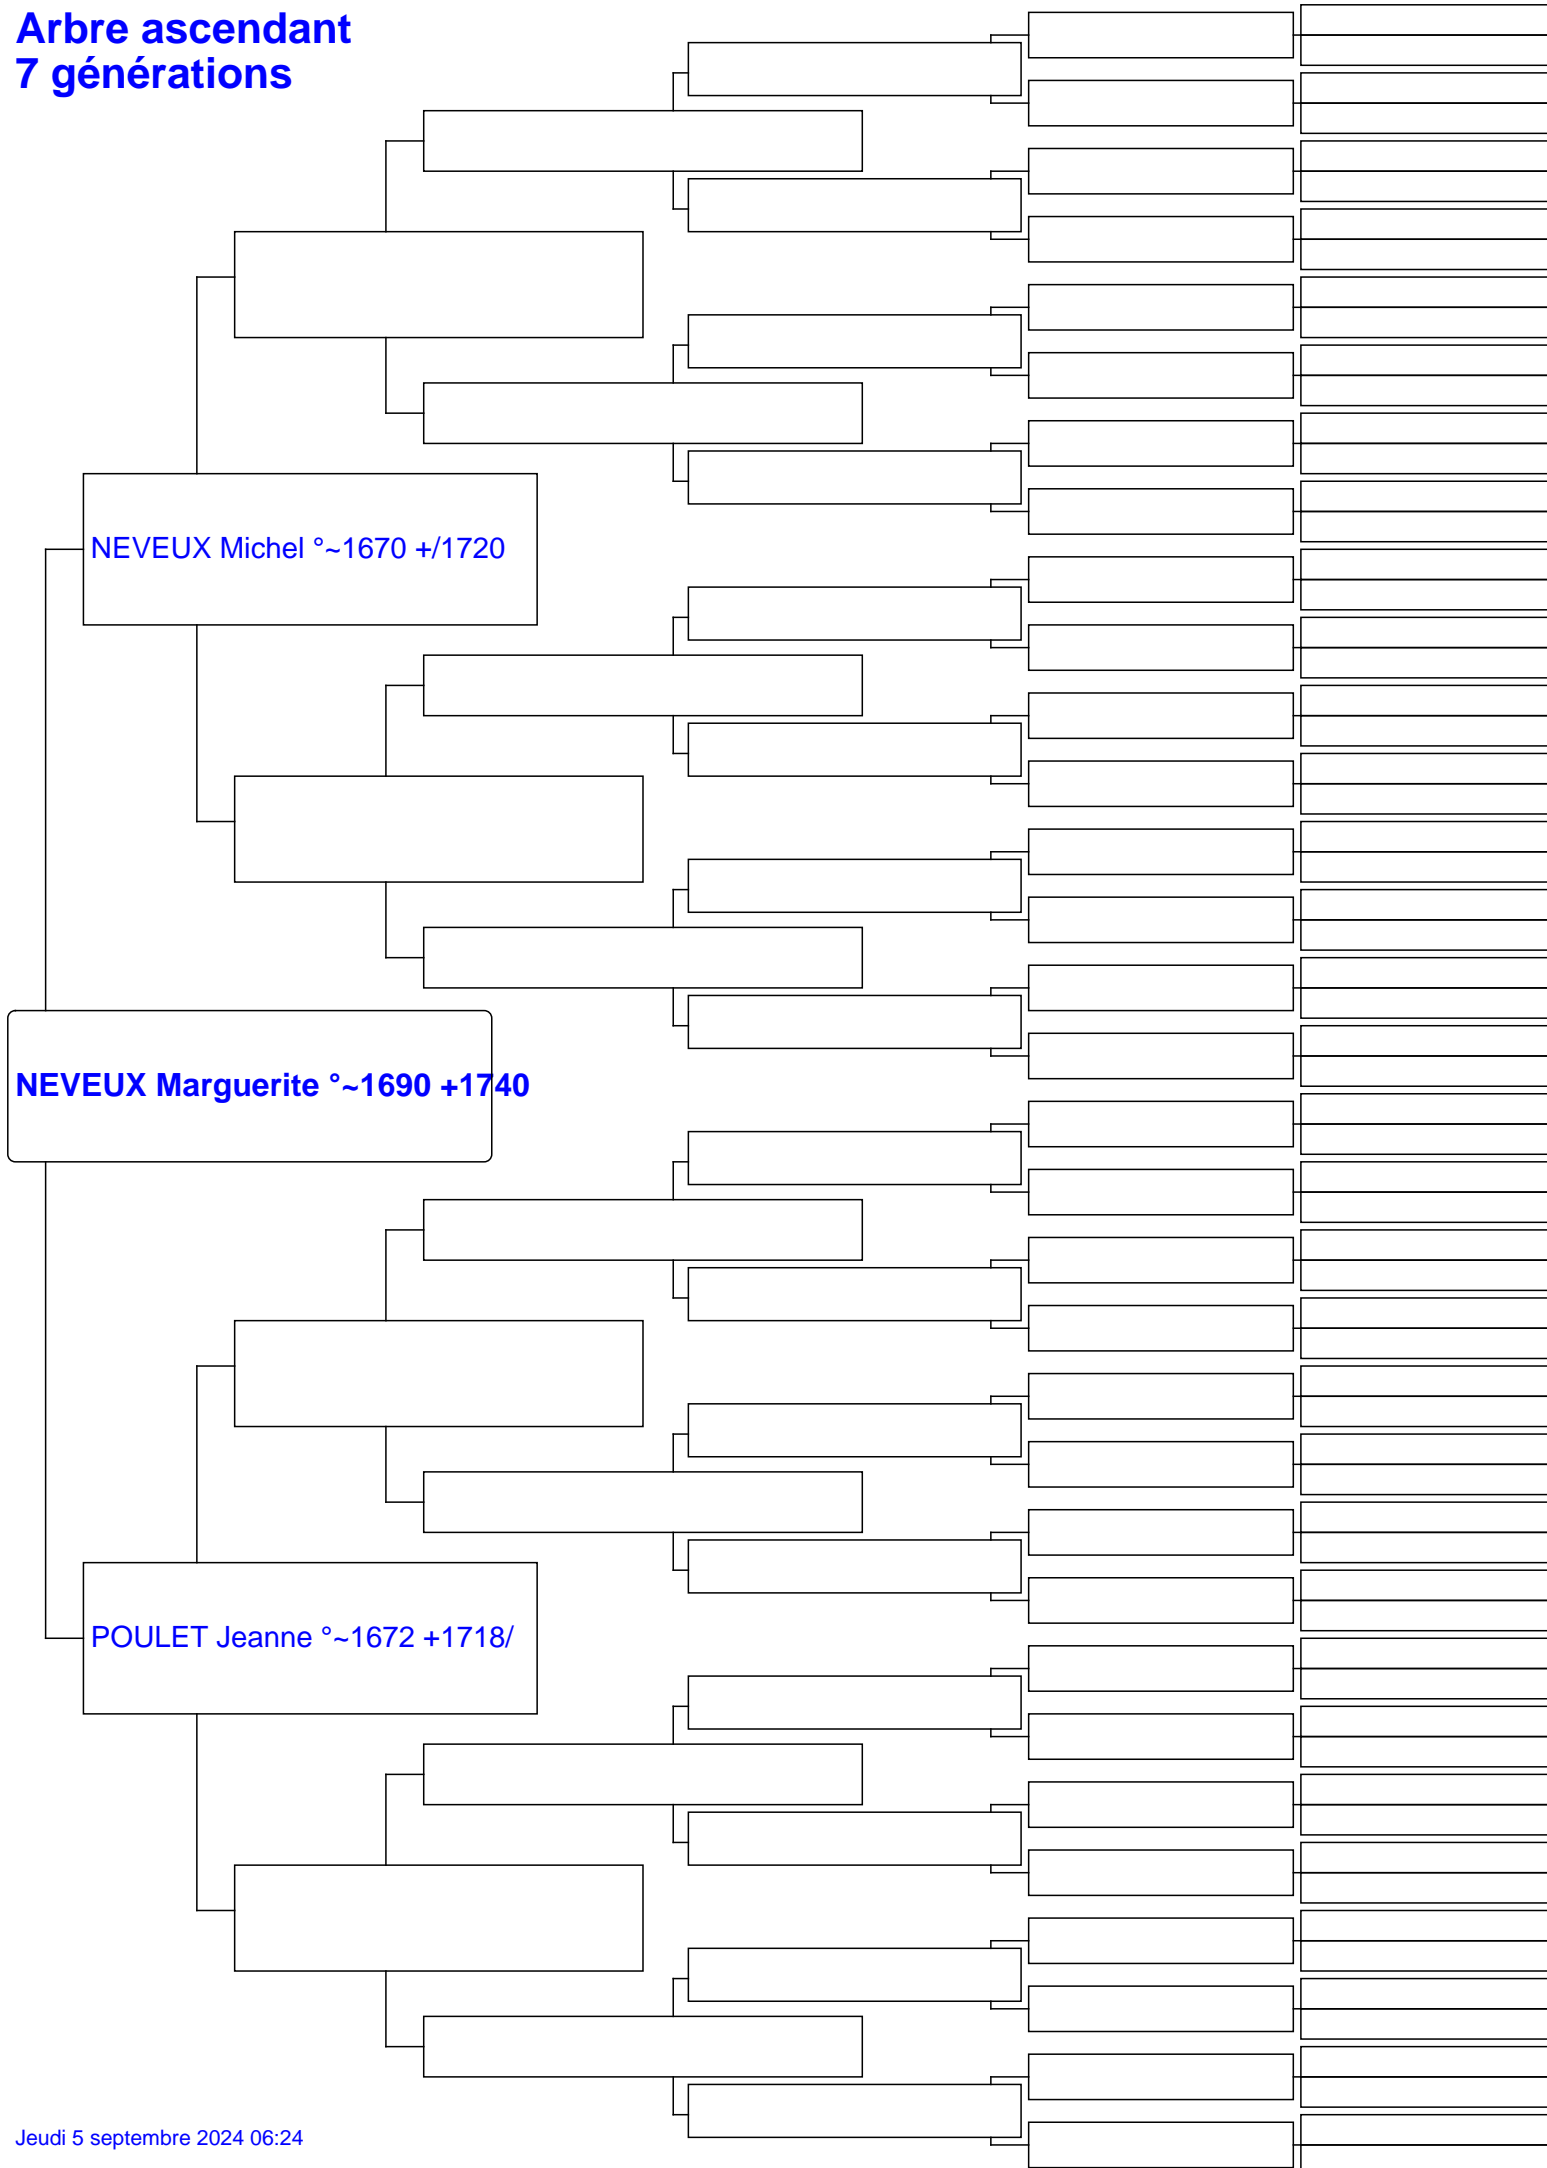 Arbre ascendant
7 générations
NEVEUX Michel °~1670 +/1720
NEVEUX Marguerite °~1690 +1740
POULET Jeanne °~1672 +1718/
Jeudi 5 septembre 2024 06:24